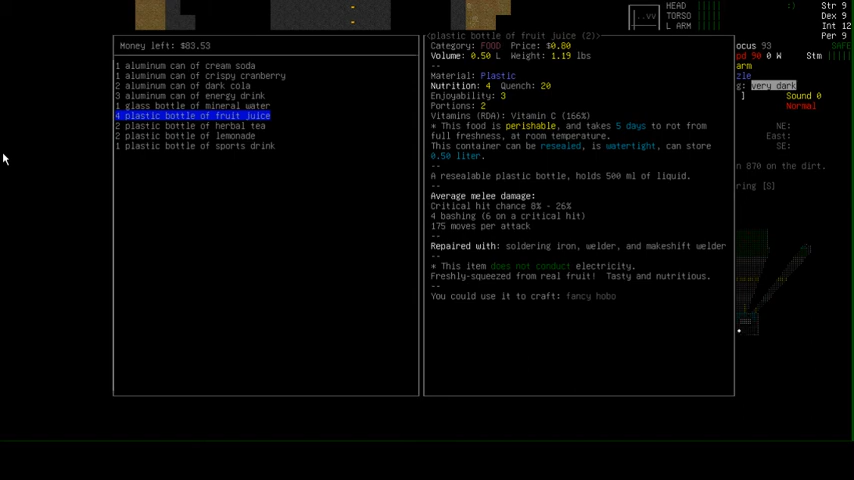 HEAD
:)
Str 9
TORSO
Dex 9
..vv
L ARM
Int 12
Per 9
<plastic bottle of fruit juice (2)>
Money left: $83.53
Category: FOOD Price: $0.80
ocus 93
SAFE
Volume: 0.50 L Weight: 1.19 lbs
od 90 0 W Stm
--
1 aluminum can of cream soda
arm
1 aluminum can of crispy cranberry
Material: Plastic
zle
2 aluminum can of dark cola
Nutrition: 4 Quench: 20
g: very dark
3 aluminum can of energy drink
Enjoyability: 3
] Sound 0
1 glass bottle of mineral water
Portions: 2
Normal
4 plastic bottle of fruit juice
Vitamins (RDA): Vitamin C (166%)
2 plastic bottle of herbal tea
* This food is perishable, and takes 5 days to rot from
NE:
2 plastic bottle of lemonade
full freshness, at room temperature.
East:
1 plastic bottle of sports drink
This container can be resealed, is watertight, can store
SE:
0.50 liter.
--
n 870 on the dirt.
A resealable plastic bottle, holds 500 ml of liquid.
--
ring [S]
Average melee damage:
Critical hit chance 8% - 26%
4 bashing (6 on a critical hit)
175 moves per attack
--
Repaired with: soldering iron, welder, and makeshift welder
--
* This item does not conduct electricity.
Freshly-squeezed from real fruit! Tasty and nutritious.
--
You could use it to craft: fancy hobo